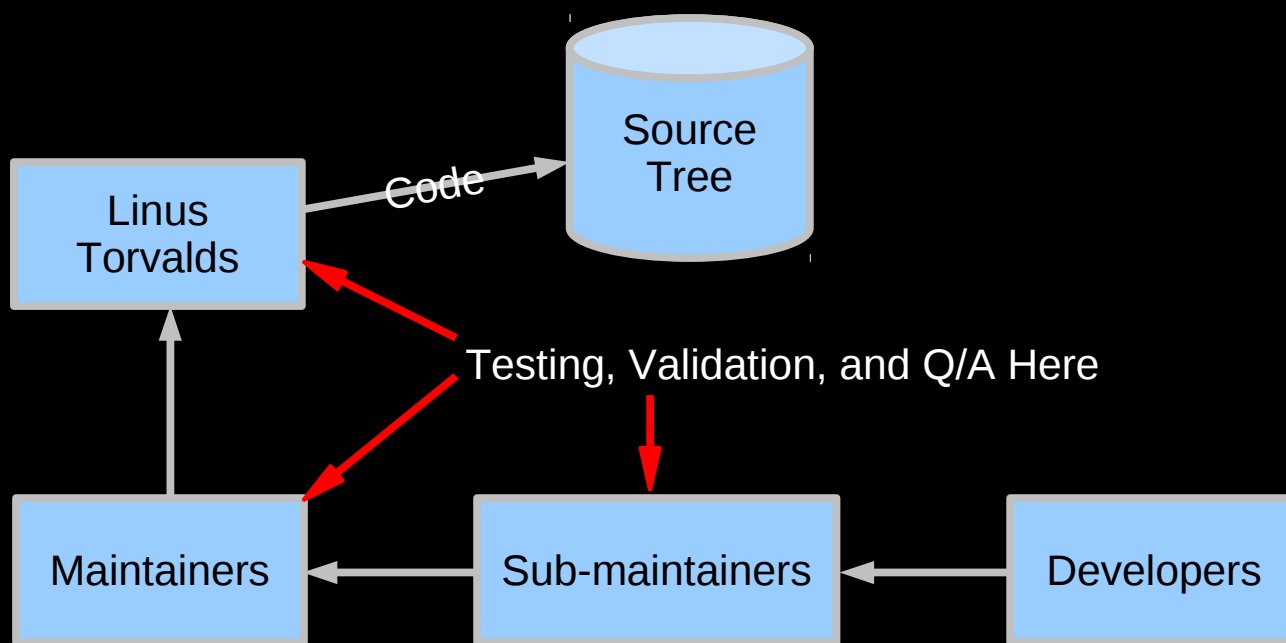 Source
Tree
Code
Linus
Torvalds
Testing, Validation, and Q/A Here
Maintainers
Sub-maintainers
Developers